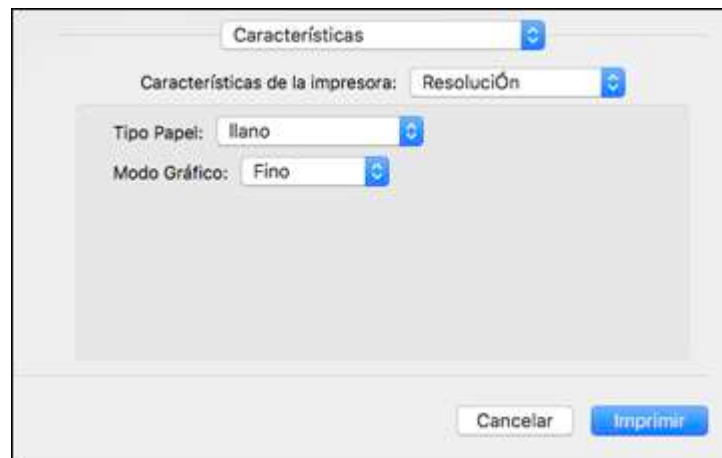 Características
Características de la impresora: ResoluciÓn
Tipo Papel: llano
Modo Gráfico: Fino
Cancelar Imprimir